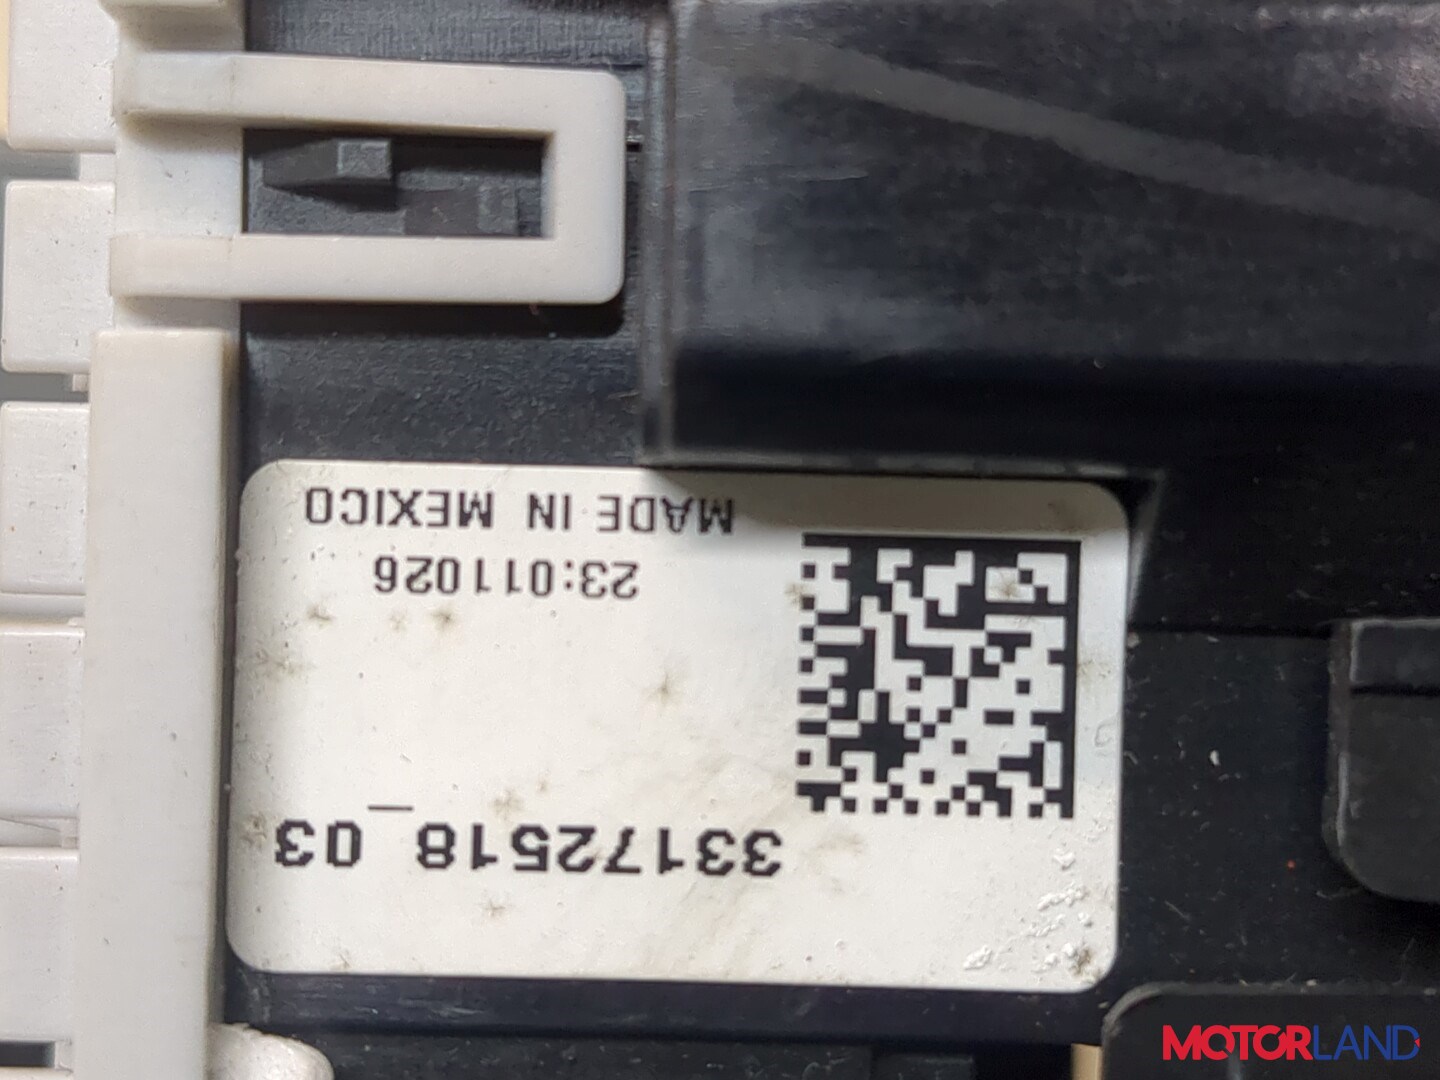 33172518_03
23:011026
MADE IN MEXICO
MOTORLAND